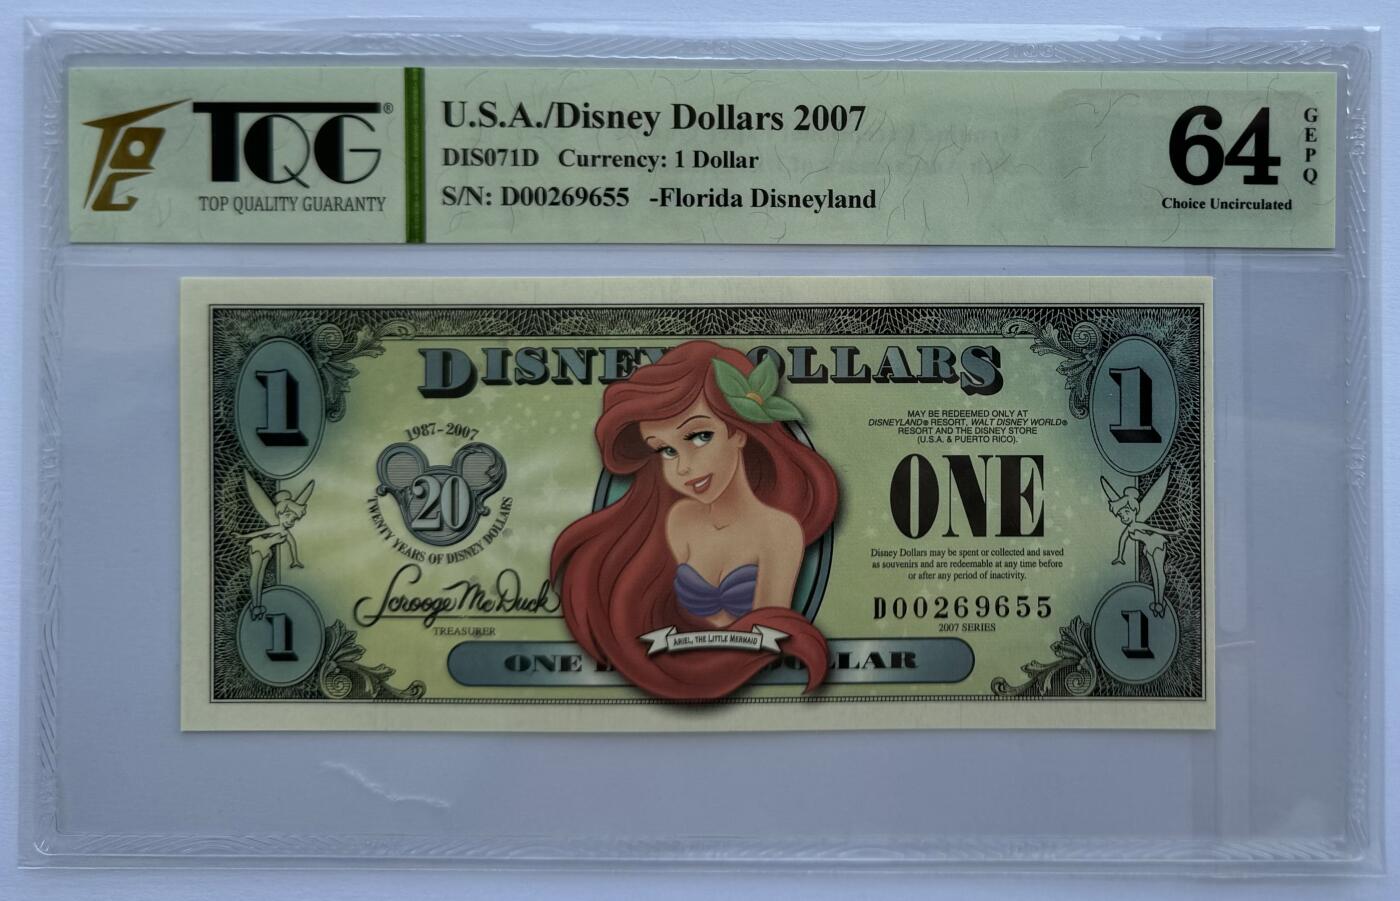 TQG®
TOP QUALITY GUARANTY
U.S.A./Disney Dollars 2007
DIS071D Currency: 1 Dollar
S/N: D00269655 -Florida Disneyland
64
GEPQ
Choice Uncirculated
1
DISNEY DOLLARS
1
MAY BE REDEEMED ONLY AT
DISNEYLAND® RESORT, WALT DISNEY WORLD®
RESORT AND THE DISNEY STORE
(U.S.A. & PUERTO RICO).
1987-2007
20
TWENTY YEARS OF DISNEY DOLLARS
ONE
Disney Dollars may be spent or collected and saved
as souvenirs and are redeemable at any time before
or after any period of inactivity.
Scrooge McDuck
TREASURER
D00269655
2007 SERIES
1
ARIEL, THE LITTLE MERMAID
1
ONE D OLLAR